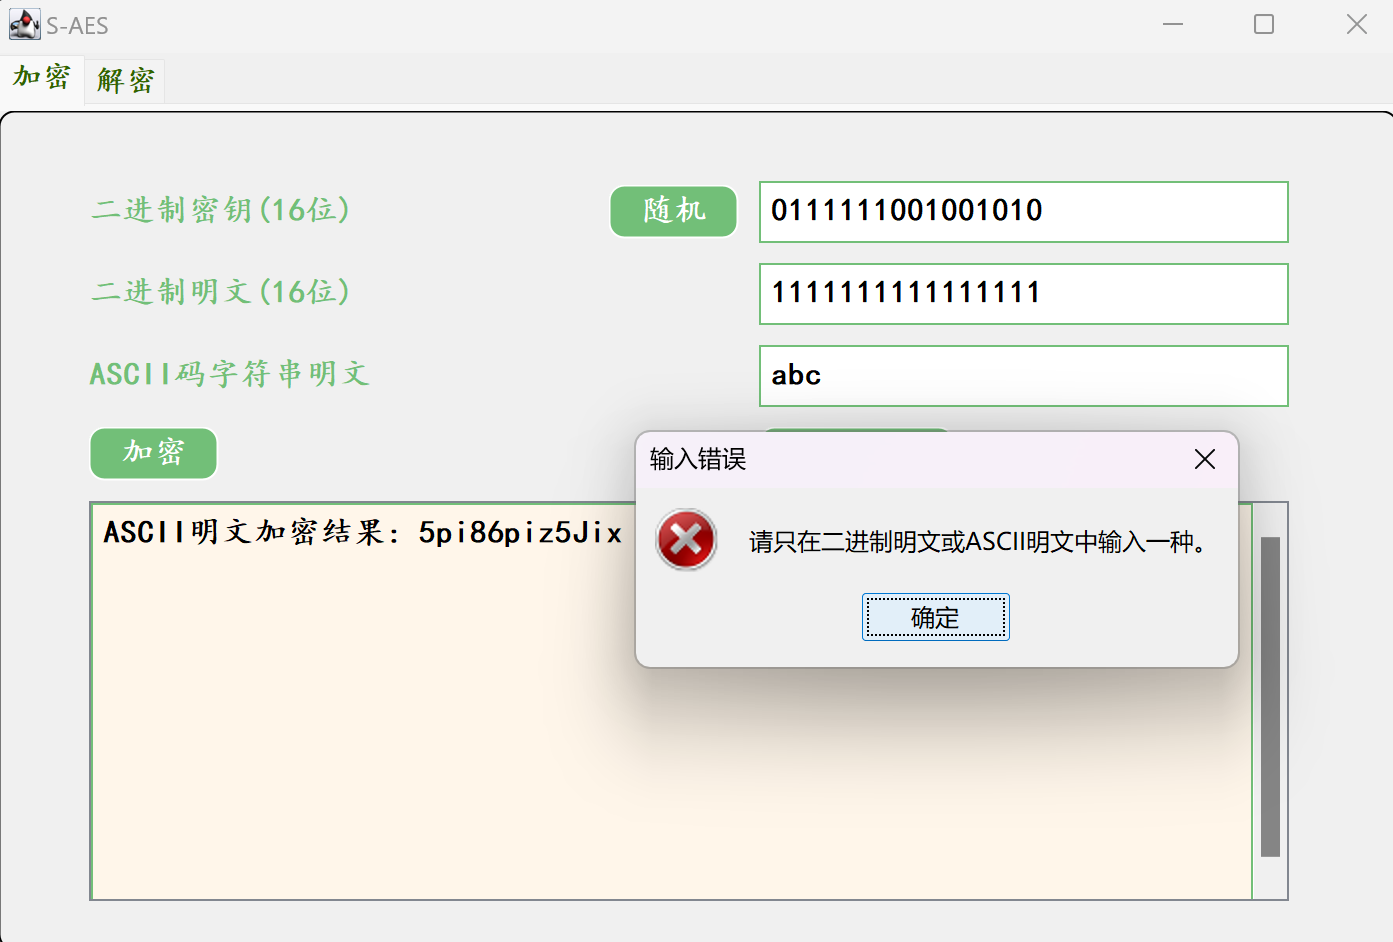 S-AES
加密 解密
二进制密钥(16位) 随机 0111111001001010
二进制明文(16位) 1111111111111111
ASCII码字符串明文 abc
加密
ASCII明文加密结果: 5pi86piz5Jix
输入错误
请只在二进制明文或ASCII明文中输入一种。
确定